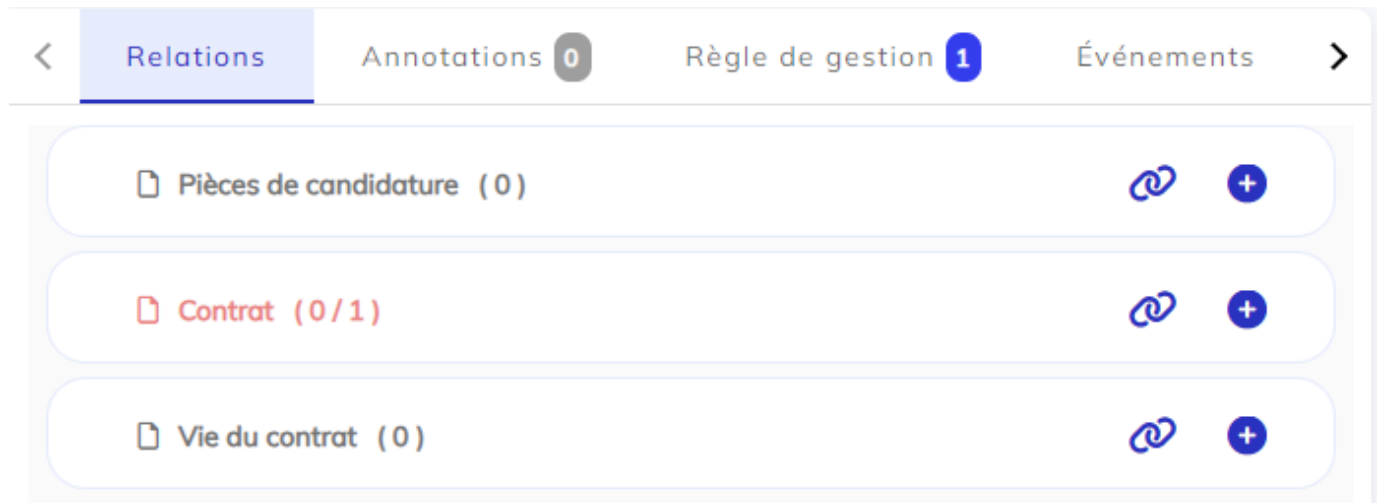 Relations Annotations 0 Règle de gestion 1 Événements
Pièces de candidature ( 0 )
Contrat ( 0 / 1 )
Vie du contrat ( 0 )